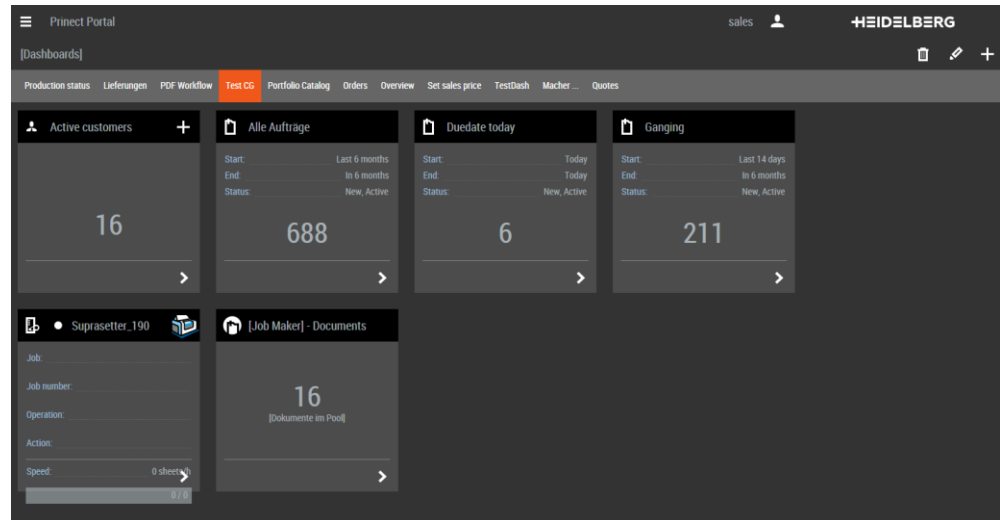 Prinect Portal
sales
HEIDELBERG
[Dashboards]
Production status Lieferungen PDF Workflow Test CG Portfolio Catalog Orders Overview Set sales price TestDash Macher ... Quotes
Active customers
16
Alle Aufträge
Start: Last 6 months
End: In 6 months
Status: New, Active
688
Duedate today
Start: Today
End: Today
Status: New, Active
6
Ganging
Start: Last 14 days
End: In 6 months
Status: New, Active
211
Suprasetter_190
Job:
Job number:
Operation:
Action:
Speed: 0 sheets/h
0 / 0
[Job Maker] - Documents
16
[Dokumente im Pool]